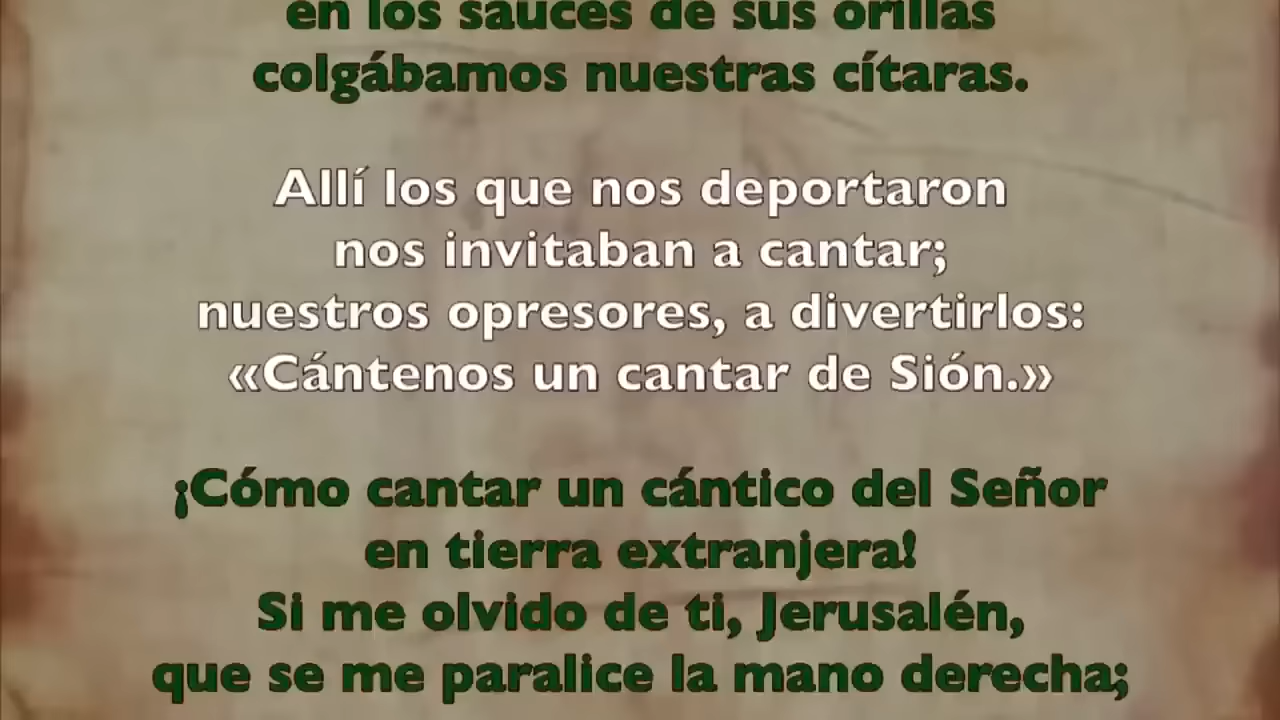 en los sauces de sus orillas
colgábamos nuestras cítaras.
Allí los que nos deportaron
nos invitaban a cantar;
nuestros opresores, a divertirlos:
«Cántenos un cantar de Sión.»
¡Cómo cantar un cántico del Señor
en tierra extranjera!
Si me olvido de ti, Jerusalén,
que se me paralice la mano derecha;